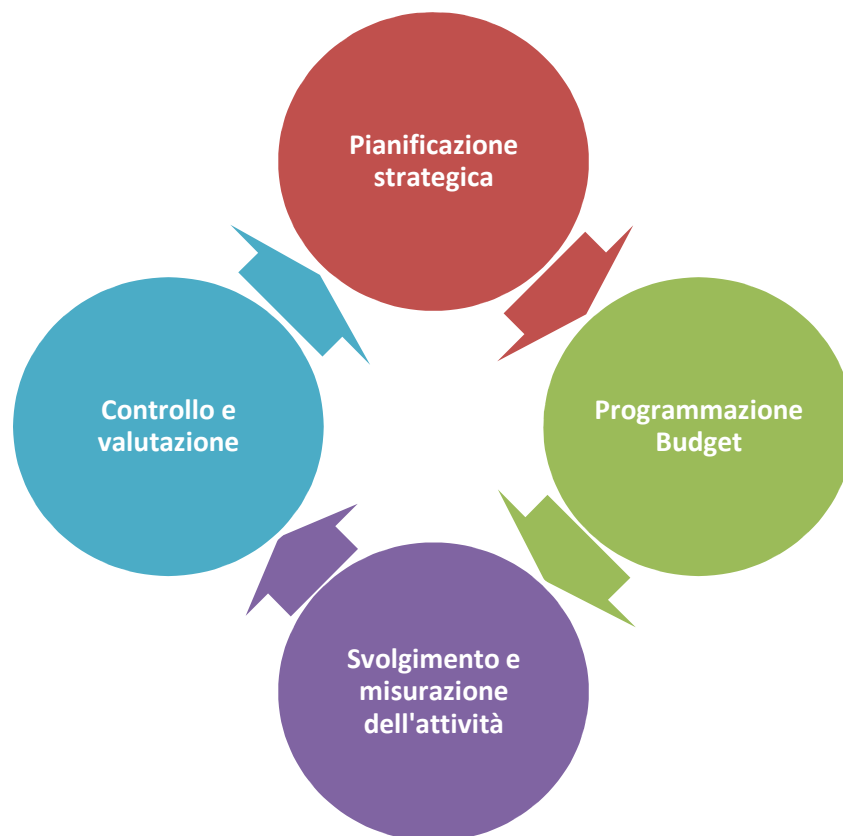 Pianificazione
strategica
Programmazione
Budget
Svolgimento e
misurazione
dell'attività
Controllo e
valutazione